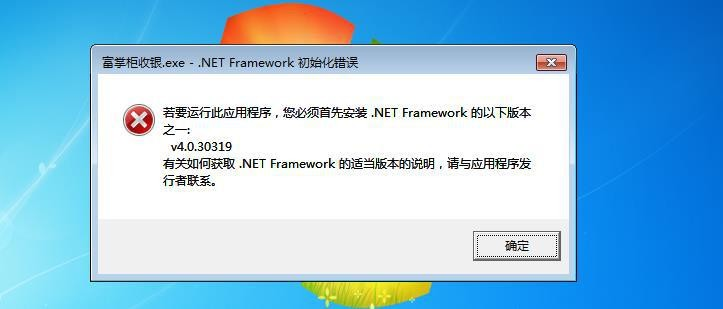 富掌柜收银.exe - .NET Framework 初始化错误
若要运行此应用程序，您必须首先安装 .NET Framework 的以下版本
之一:
v4.0.30319
有关如何获取 .NET Framework 的适当版本的说明，请与应用程序发
行者联系。
确定